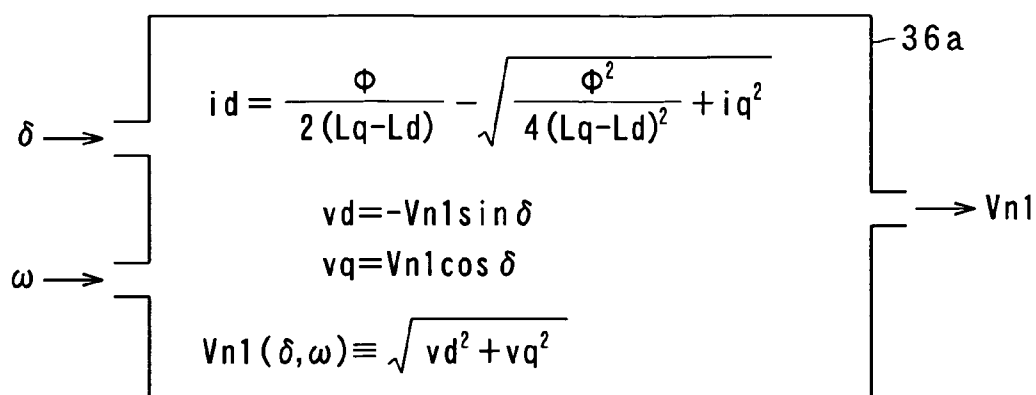 36a
id = Φ / 2(Lq-Ld) - √( Φ² / 4(Lq-Ld)² + iq² )
δ
vd=-Vn1sinδ
Vn1
vq=Vn1cosδ
ω
Vn1(δ,ω)≡√(vd²+vq²)